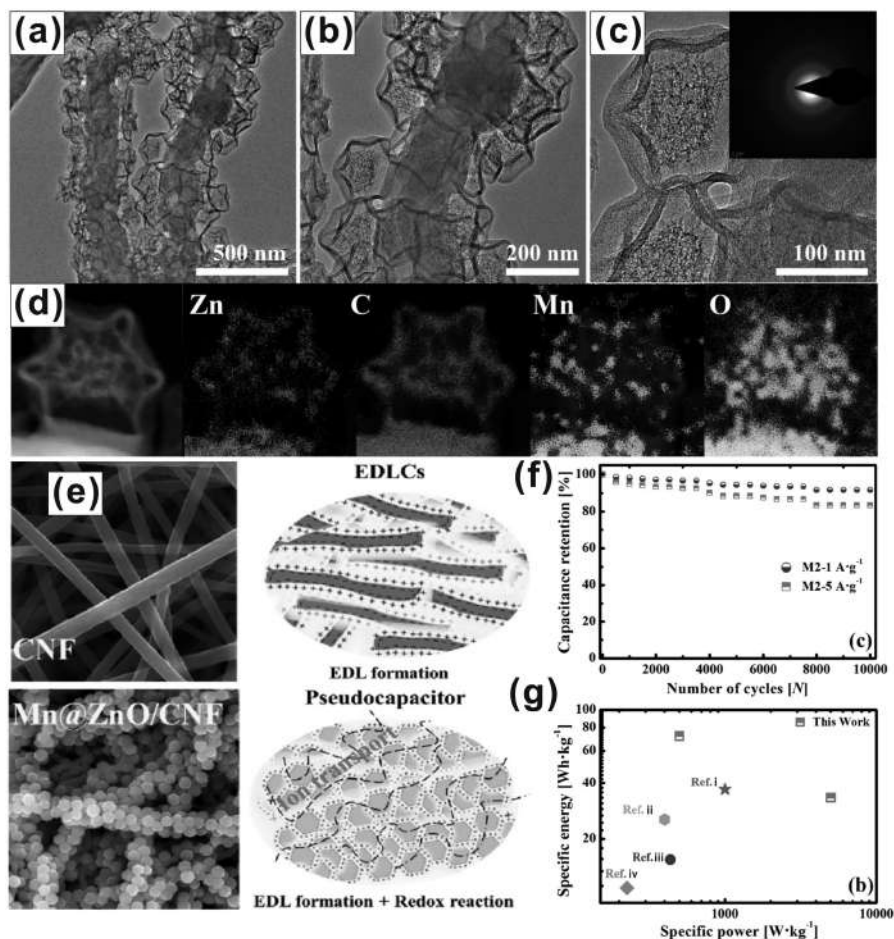 (a)
500 nm
(b)
200 nm
(c)
100 nm
(d)
Zn
C
Mn
O
(e)
CNF
Mn@ZnO/CNF
EDLCs
EDL formation
Pseudocapacitor
Ion transport
EDL formation + Redox reaction
(f)
Capacitance retention [%]
100
80
60
40
20
0
M2-1 A·g⁻¹
M2-5 A·g⁻¹
(c)
0 2000 4000 6000 8000 10000
Number of cycles [N]
(g)
Specific energy [Wh·kg⁻¹]
100
80
60
40
20
This Work
Ref. i
Ref. ii
Ref. iii
Ref. iv
(b)
1000 10000
Specific power [W·kg⁻¹]